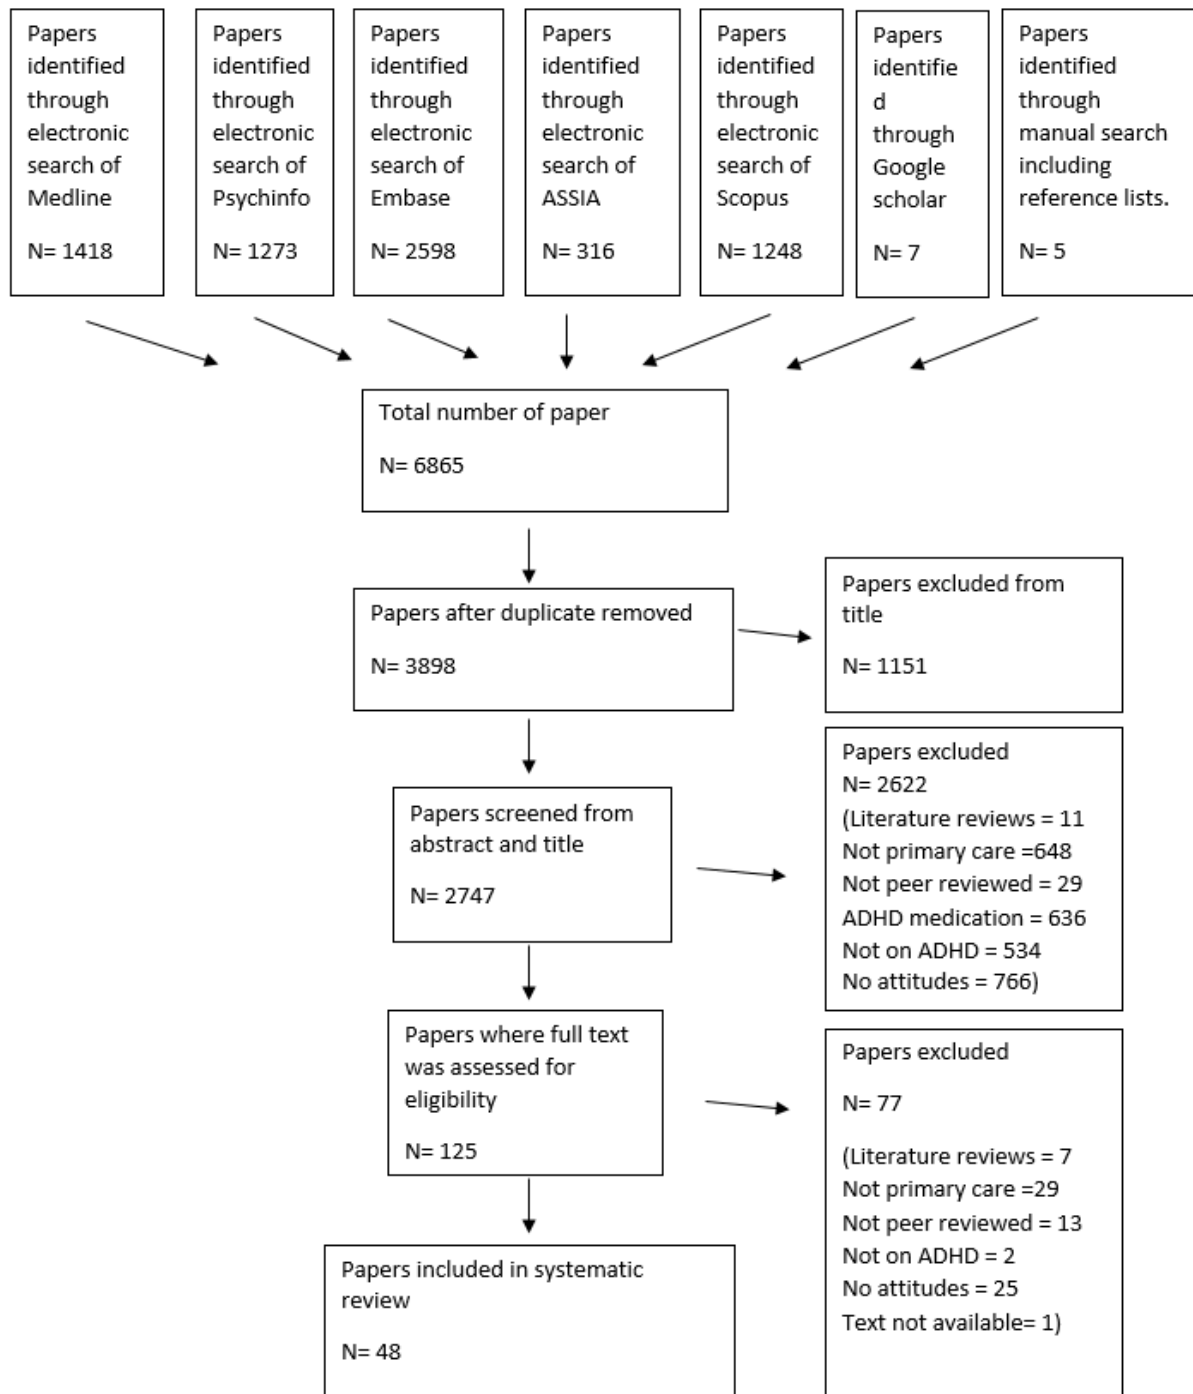 Papers
identified
through
electronic
search of
Medline
N= 1418
Papers
identified
through
electronic
search of
Psychinfo
N= 1273
Papers
identified
through
electronic
search of
Embase
N= 2598
Papers
identified
through
electronic
search of
ASSIA
N= 316
Papers
identified
through
electronic
search of
Scopus
N= 1248
Papers
identifie
d
through
Google
scholar
N= 7
Papers
identified
through
manual search
including
reference lists.
N= 5
Total number of paper
N= 6865
Papers after duplicate removed
N= 3898
Papers excluded from
title
N= 1151
Papers screened from
abstract and title
N= 2747
Papers excluded
N= 2622
(Literature reviews = 11
Not primary care =648
Not peer reviewed = 29
ADHD medication = 636
Not on ADHD = 534
No attitudes = 766)
Papers where full text
was assessed for
eligibility
N= 125
Papers excluded
N= 77
(Literature reviews = 7
Not primary care =29
Not peer reviewed = 13
Not on ADHD = 2
No attitudes = 25
Text not available= 1)
Papers included in systematic
review
N= 48